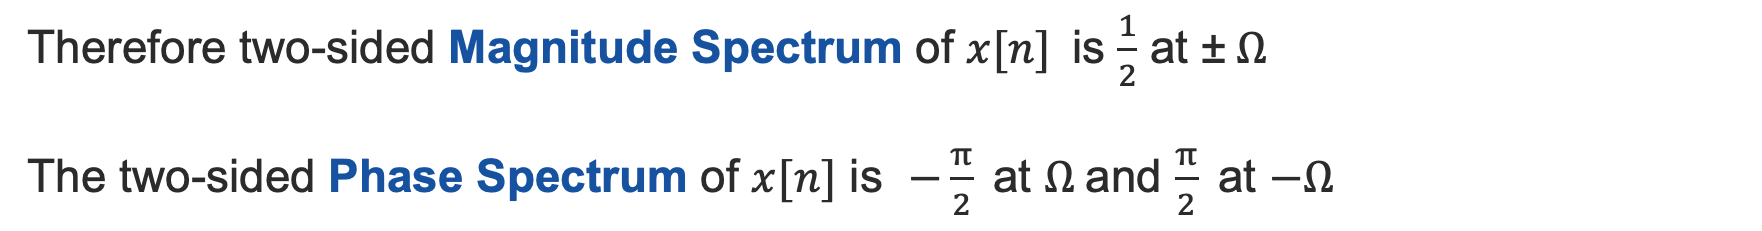 Therefore two-sided Magnitude Spectrum of x[n] is 1/2 at ± Ω
The two-sided Phase Spectrum of x[n] is −π/2 at Ω and π/2 at −Ω